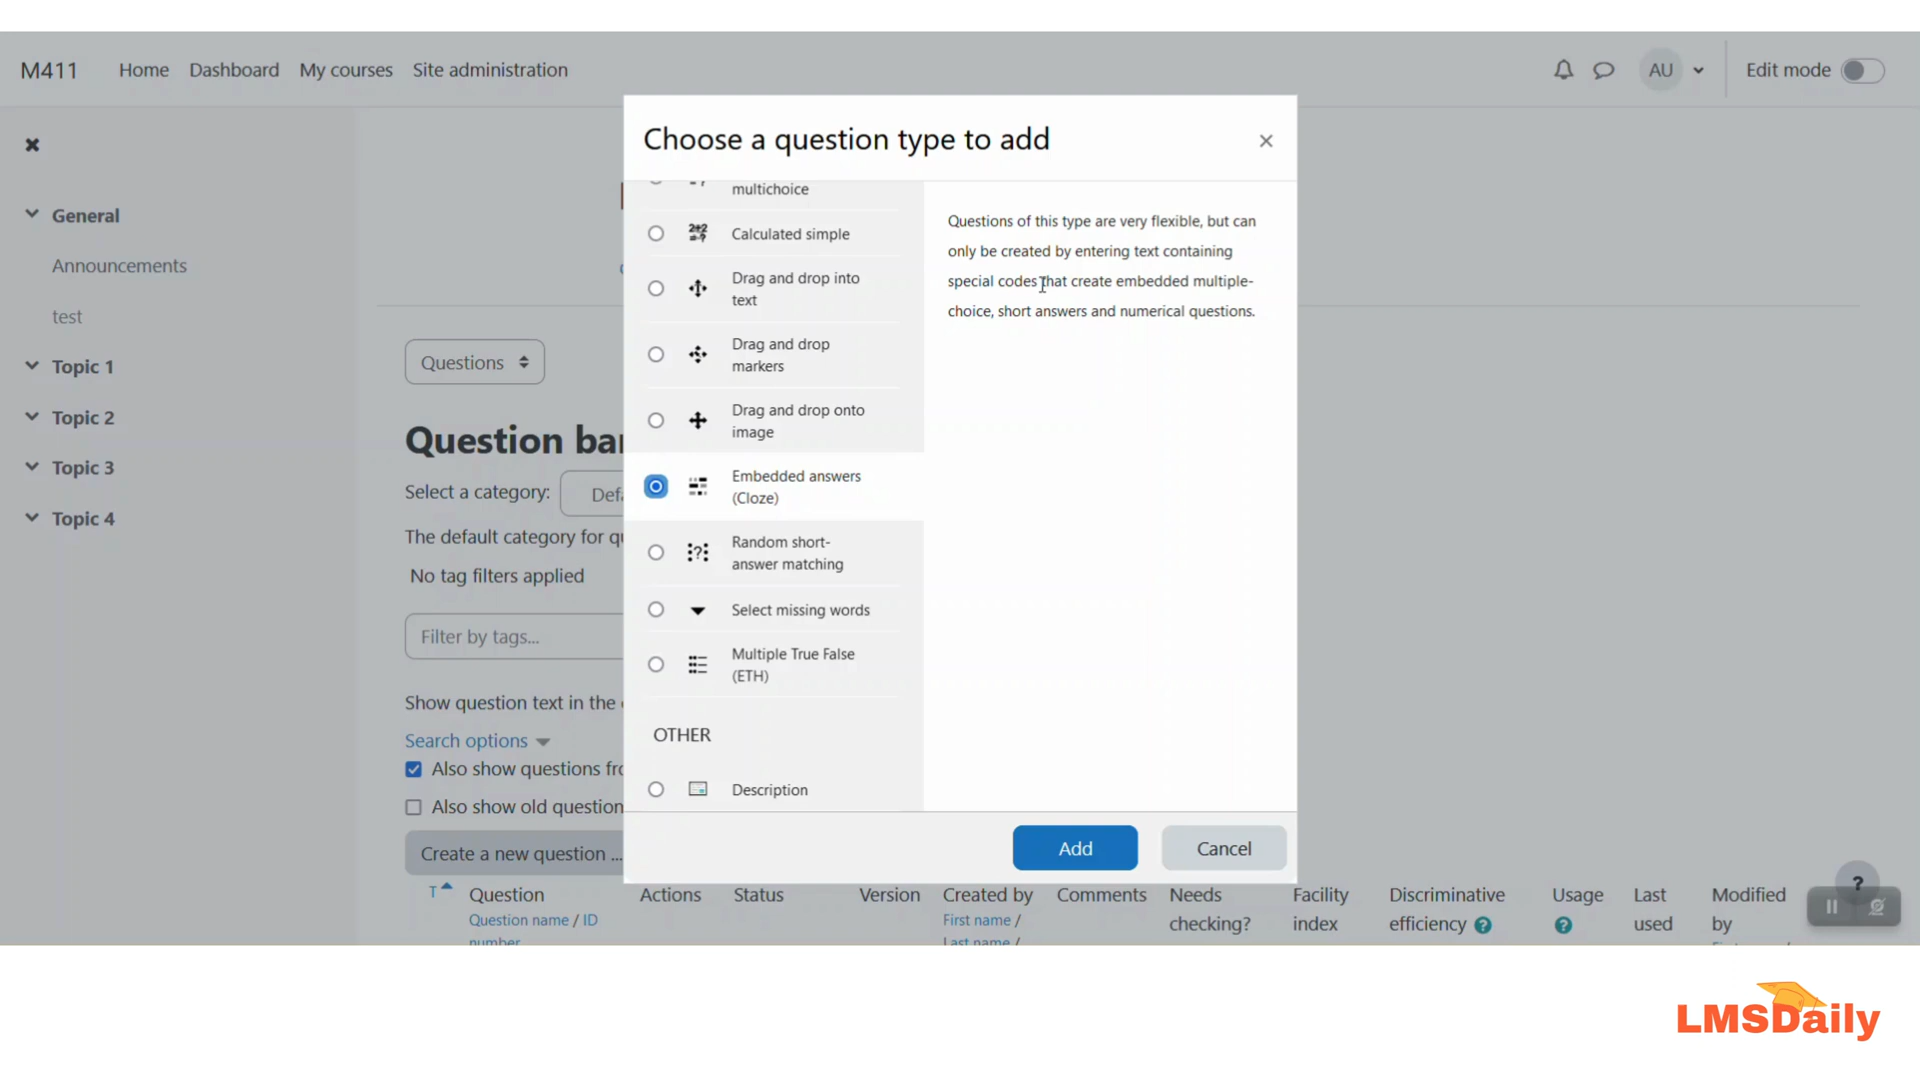 M411
Home
Dashboard
My courses
Site administration
AU
Edit mode
General
Announcements
test
Topic 1
Topic 2
Topic 3
Topic 4
Questions
Question
Select a category:
The default category for
No tag filters applied
Filter by tags...
Show question text in the
Search options
Also show questions
Also show old question
Create a new question ...
Choose a question type to add
×
multichoice
Calculated simple
Drag and drop into
text
Drag and drop
markers
Drag and drop onto
image
Embedded answers
(Cloze)
Random short-
answer matching
Select missing words
Multiple True False
(ETH)
OTHER
Description
Questions of this type are very flexible, but can
only be created by entering text containing
special codes that create embedded multiple-
choice, short answers and numerical questions.
Add
Cancel
T
Question
Question name / ID
number
Actions
Status
Version
Created by
First name /
Last name /
Comments
Needs
checking?
Facility
index
Discriminative
efficiency ?
Usage
?
Last
used
Modified
by
?
LMSDaily